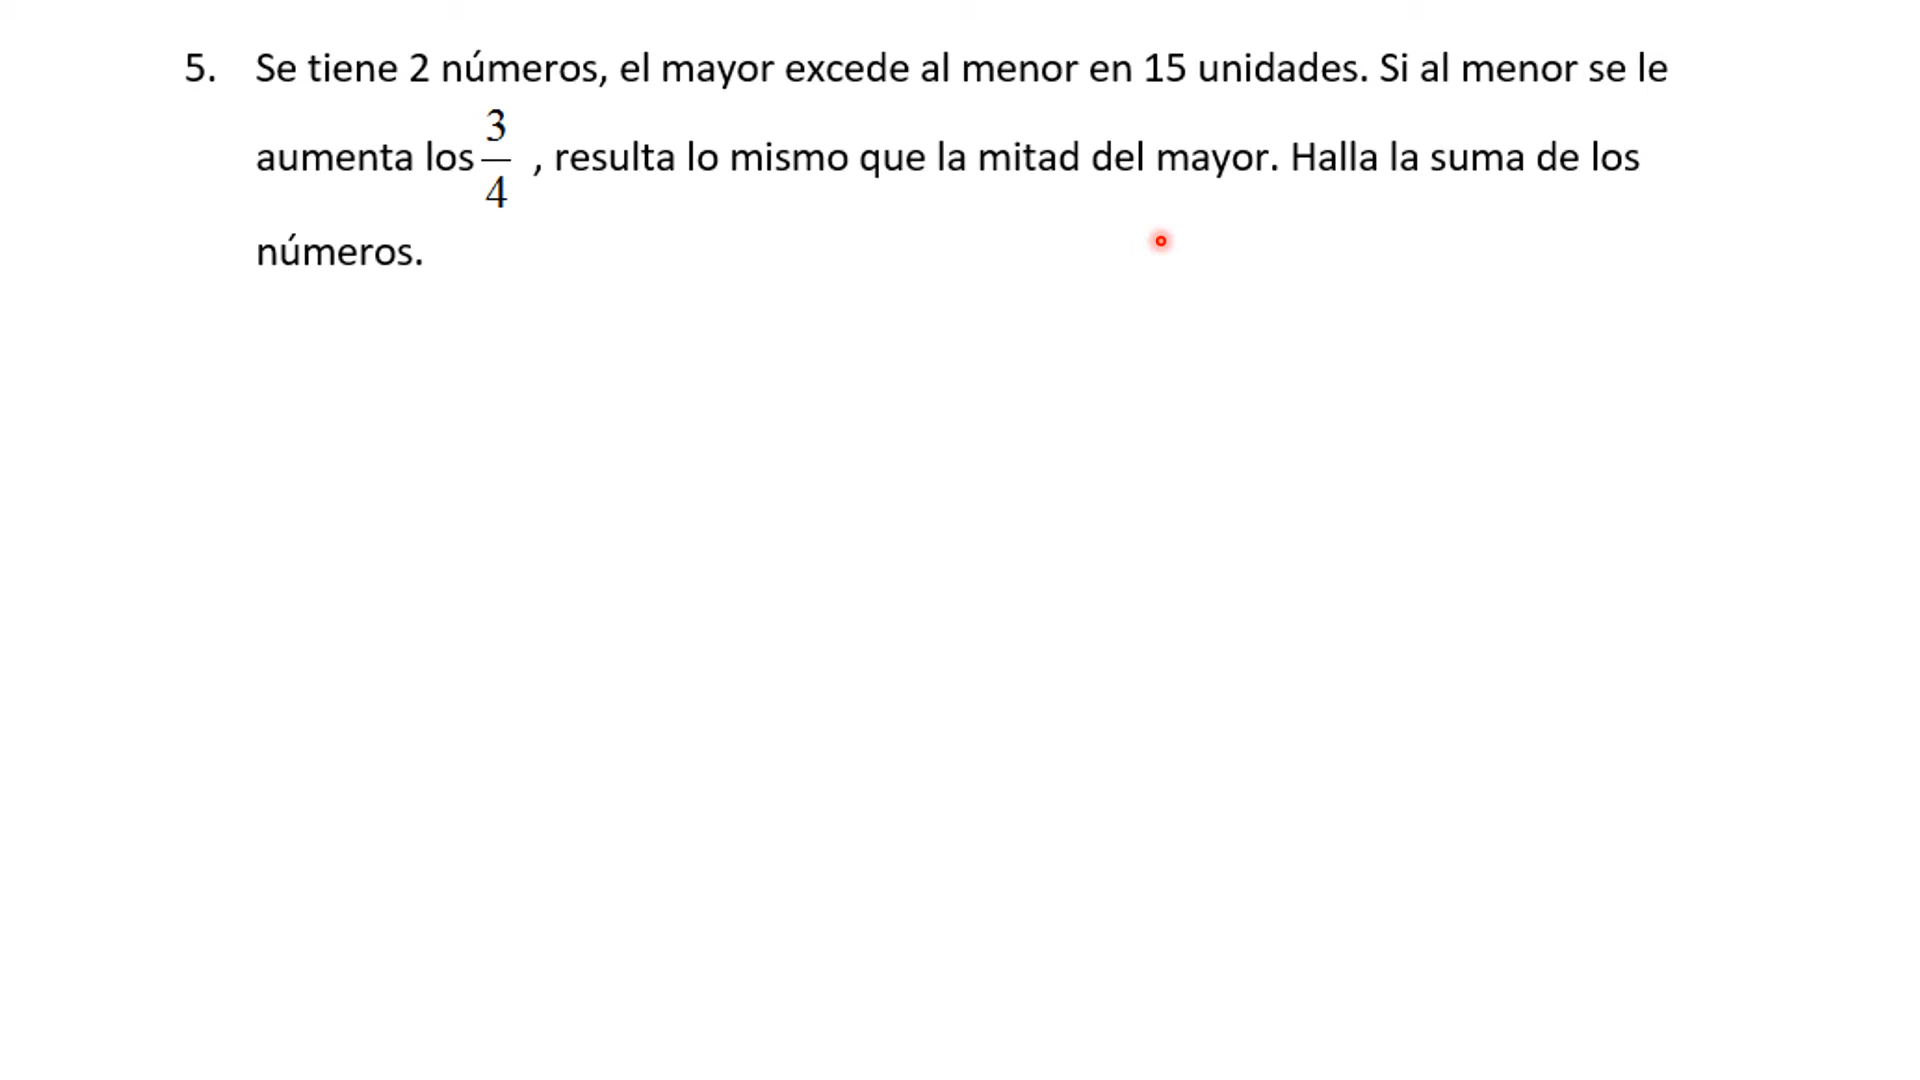 5. Se tiene 2 números, el mayor excede al menor en 15 unidades. Si al menor se le
aumenta los 3/4 , resulta lo mismo que la mitad del mayor. Halla la suma de los
números.